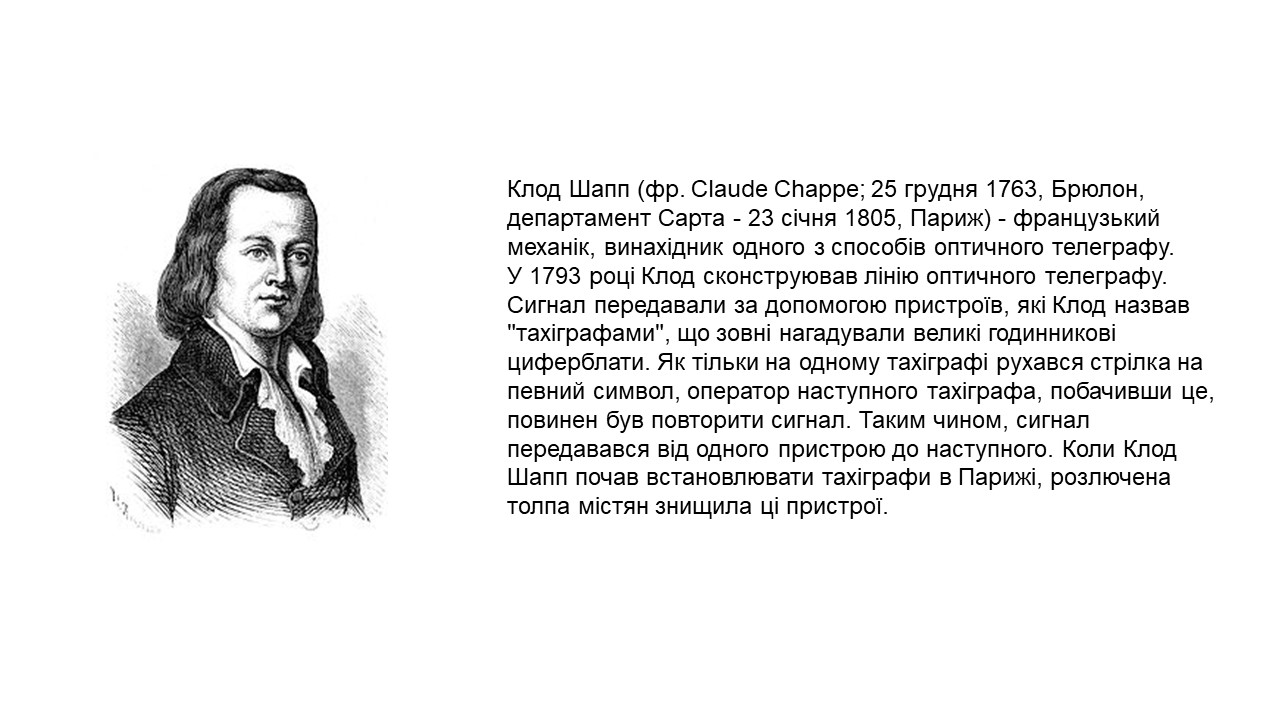 Клод Шапп (фр. Claude Chappe; 25 грудня 1763, Брюлон,
департамент Сарта - 23 січня 1805, Париж) - французький
механік, винахідник одного з способів оптичного телеграфу.
У 1793 році Клод сконструював лінію оптичного телеграфу.
Сигнал передавали за допомогою пристроїв, які Клод назвав
"тахіграфами", що зовні нагадували великі годинникові
циферблати. Як тільки на одному тахіграфі рухався стрілка на
певний символ, оператор наступного тахіграфа, побачивши це,
повинен був повторити сигнал. Таким чином, сигнал
передавався від одного пристрою до наступного. Коли Клод
Шапп почав встановлювати тахіграфи в Парижі, розлючена
толпа містян знищила ці пристрої.